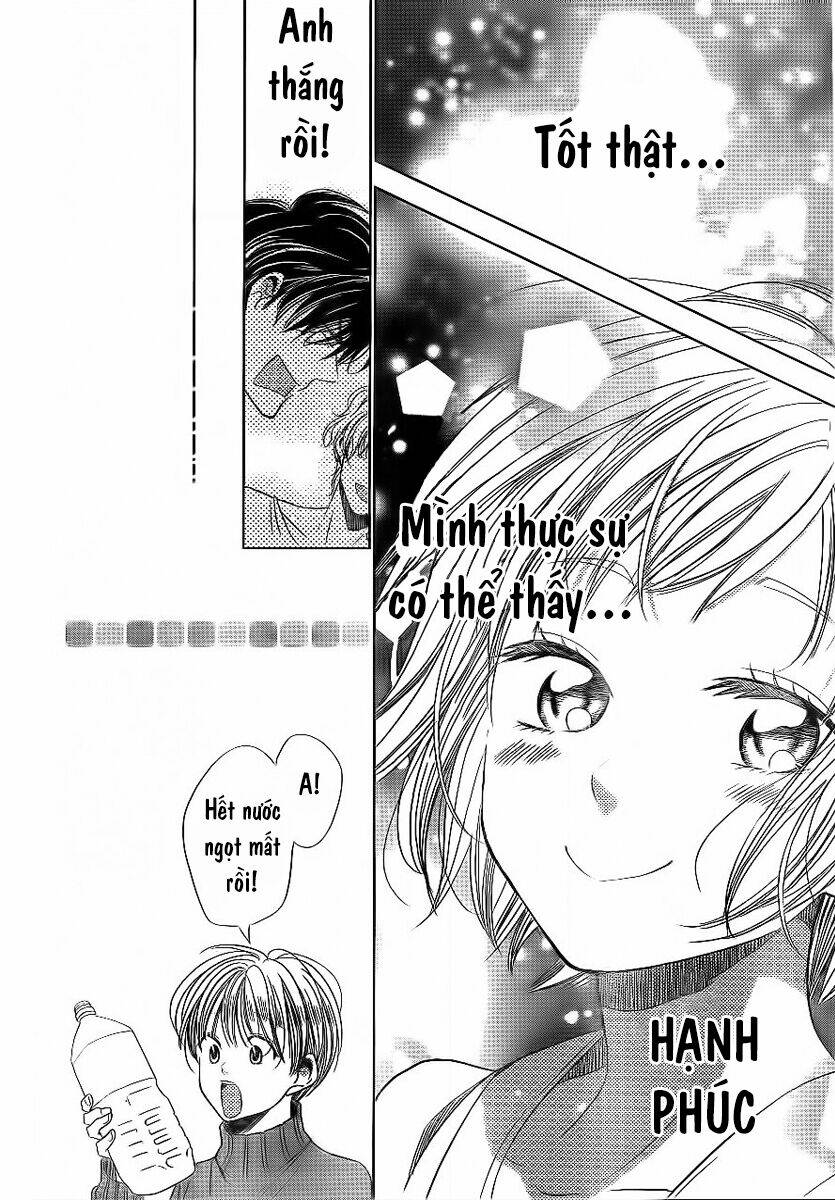 Tốt thật...
Mình thực sự
có thể thấy...
HẠNH
PHÚC
Anh
thắng
rồi!
A!
Hết nước
ngọt mất
rồi!